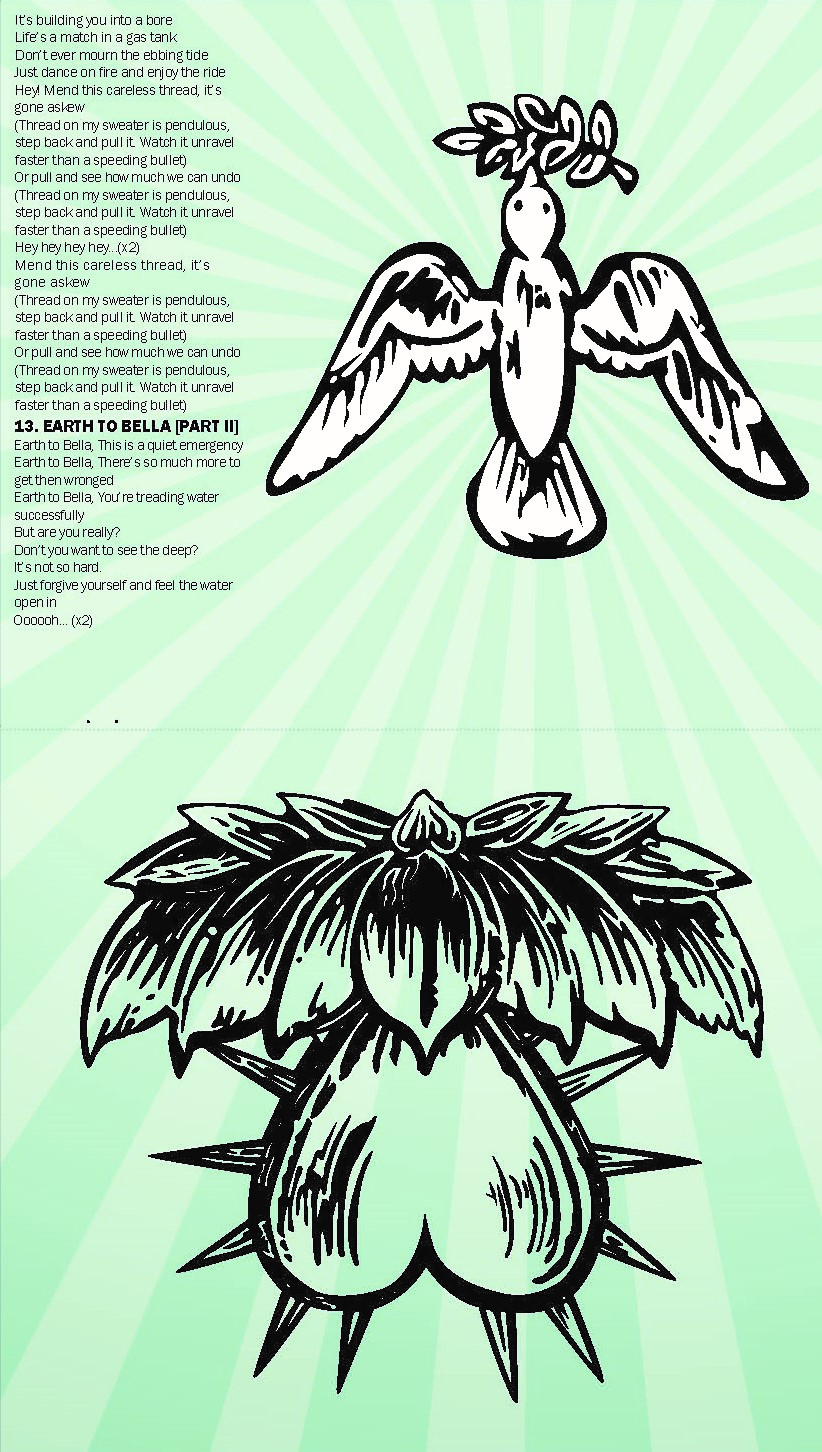 It's building you into a bore
Life's a match in a gas tank
Don't ever mourn the ebbing tide
Just dance on fire and enjoy the ride
Hey! Mend this careless thread, it's
gone askew
(Thread on my sweater is pendulous,
step back and pull it. Watch it unravel
faster than a speeding bullet)
Or pull and see how much we can undo
(Thread on my sweater is pendulous,
step back and pull it. Watch it unravel
faster than a speeding bullet)
Hey hey hey hey...(x2)
Mend this careless thread, it's
gone askew
(Thread on my sweater is pendulous,
step back and pull it. Watch it unravel
faster than a speeding bullet)
Or pull and see how much we can undo
(Thread on my sweater is pendulous,
step back and pull it. Watch it unravel
faster than a speeding bullet)
13. EARTH TO BELLA [PART II]
Earth to Bella, This is a quiet emergency
Earth to Bella, There's so much more to
get then wronged
Earth to Bella, You're treading water
successfully
But are you really?
Don't you want to see the deep?
It's not so hard.
Just forgive yourself and feel the water
open in
Oooooh... (x2)